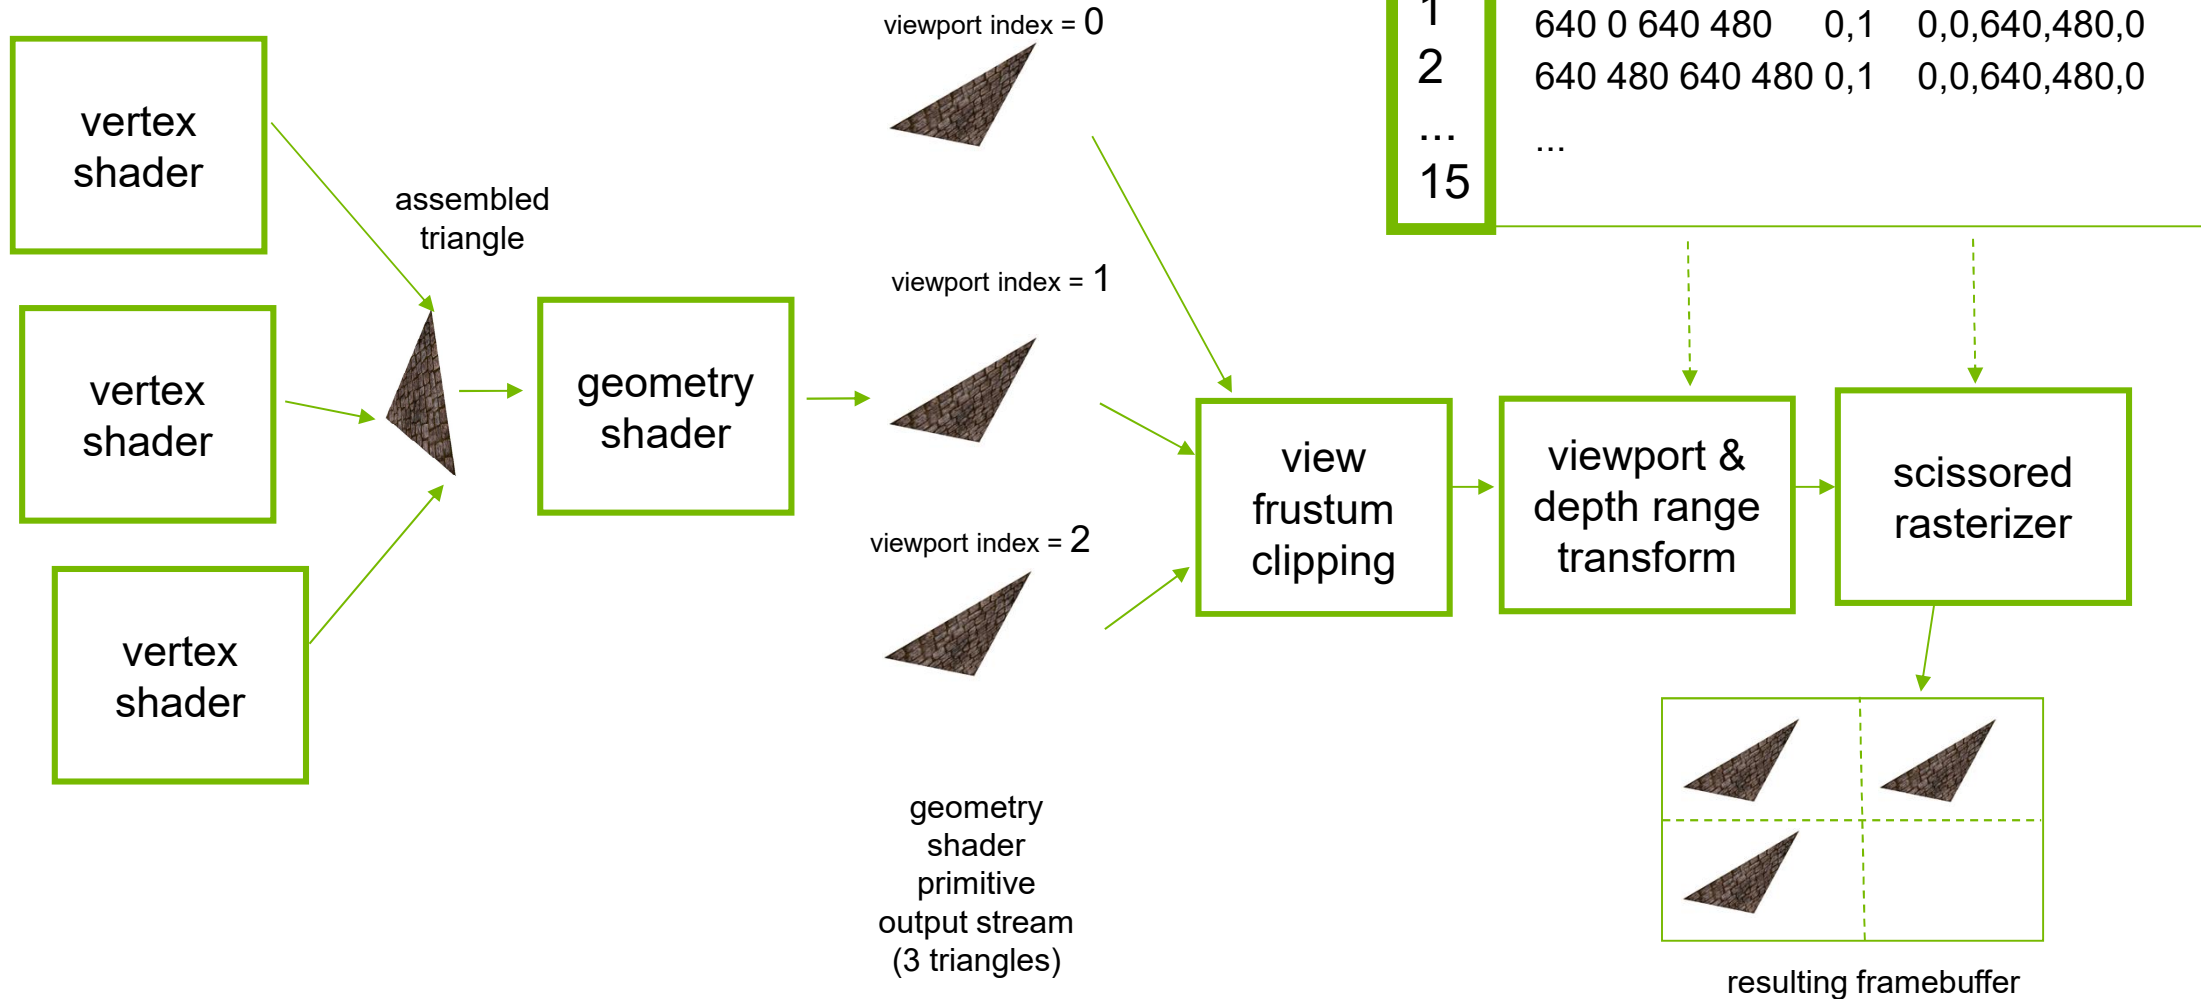 viewport index = 0
1
640 0 640 480 0,1 0,0,640,480,0
2
640 480 640 480 0,1 0,0,640,480,0
...
...
15
vertex
shader
assembled
triangle
vertex
shader
vertex
shader
geometry
shader
viewport index = 1
viewport index = 2
view
frustum
clipping
viewport &
depth range
transform
scissored
rasterizer
geometry
shader
primitive
output stream
(3 triangles)
resulting framebuffer